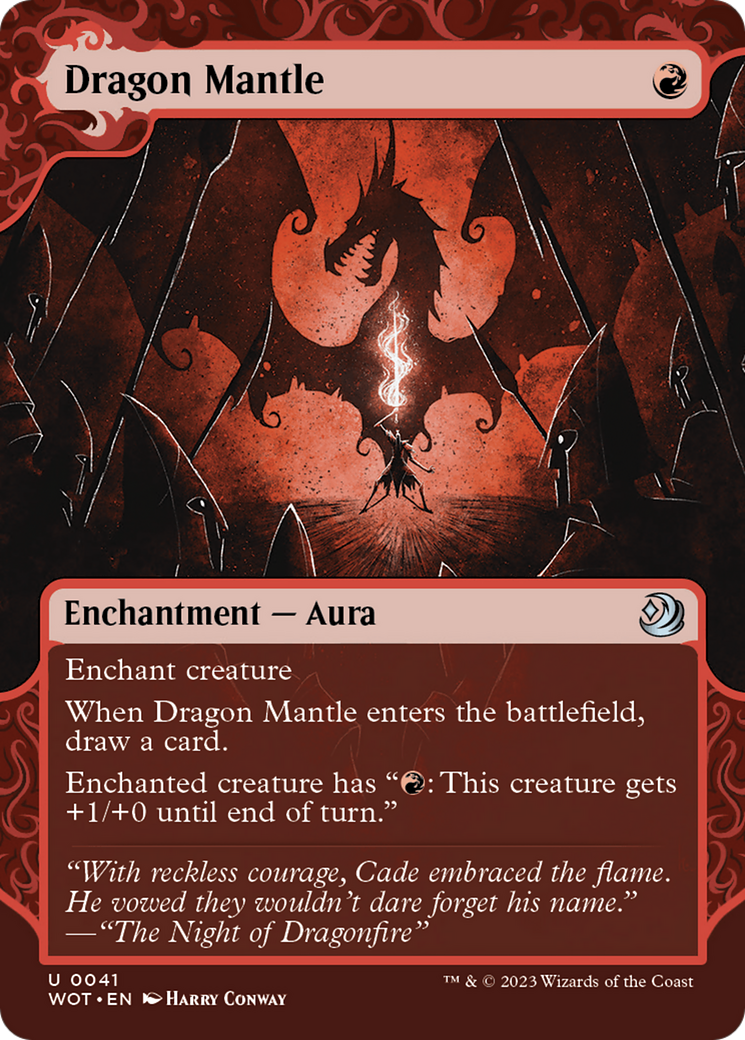 Dragon Mantle
Enchantment — Aura
Enchant creature
When Dragon Mantle enters the battlefield,
draw a card.
Enchanted creature has “: This creature gets
+1/+0 until end of turn.”
“With reckless courage, Cade embraced the flame.
He vowed they wouldn’t dare forget his name.”
—“The Night of Dragonfire”
U 0041
WOT • EN Harry Conway
™ & © 2023 Wizards of the Coast